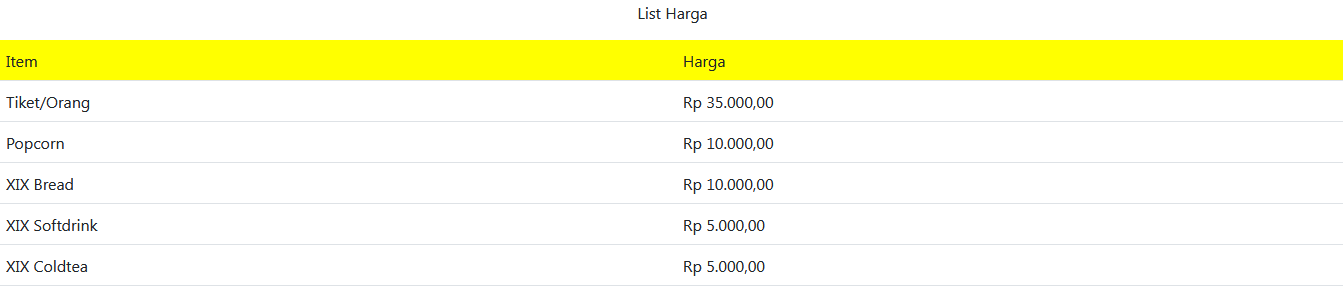 List Harga
Item Harga
Tiket/Orang Rp 35.000,00
Popcorn Rp 10.000,00
XIX Bread Rp 10.000,00
XIX Softdrink Rp 5.000,00
XIX Coldtea Rp 5.000,00